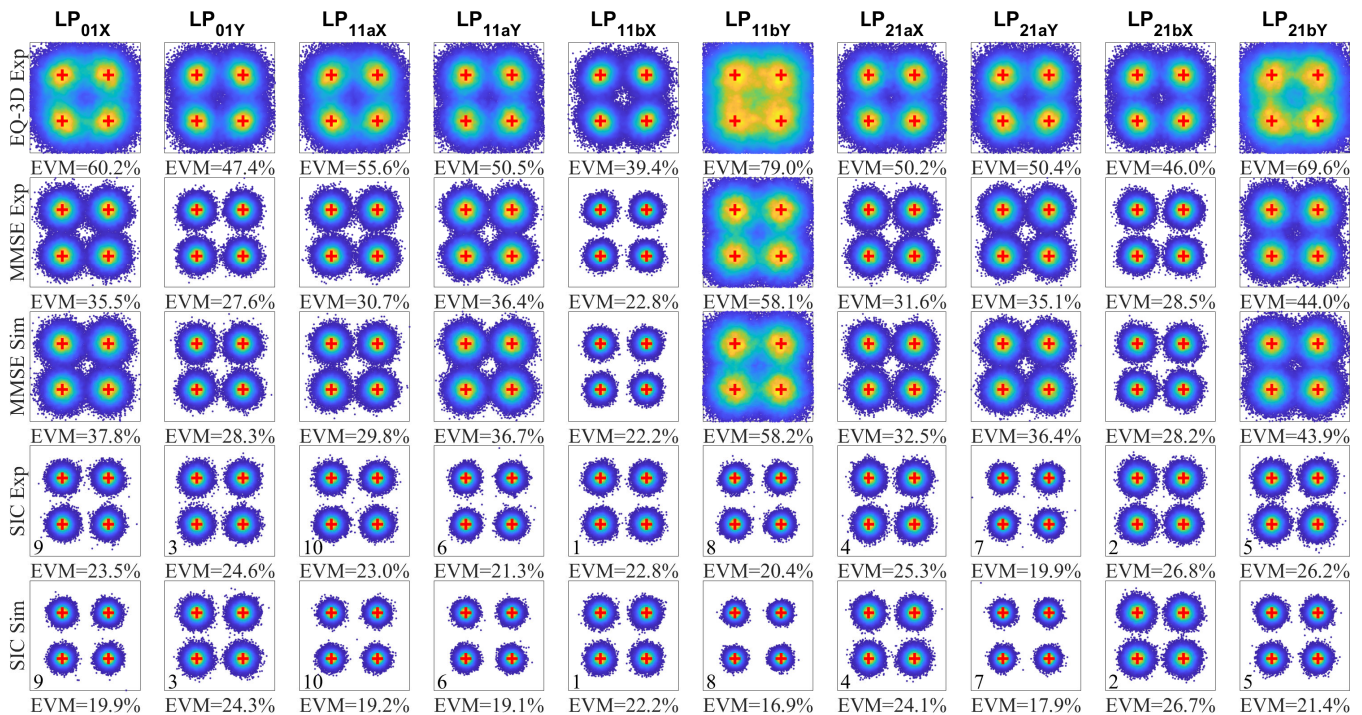 LP01X LP01Y LP11aX LP11aY LP11bX LP11bY LP21aX LP21aY LP21bX LP21bY
EQ-3D Exp
EVM=60.2% EVM=47.4% EVM=55.6% EVM=50.5% EVM=39.4% EVM=79.0% EVM=50.2% EVM=50.4% EVM=46.0% EVM=69.6%
MMSE Exp
EVM=35.5% EVM=27.6% EVM=30.7% EVM=36.4% EVM=22.8% EVM=58.1% EVM=31.6% EVM=35.1% EVM=28.5% EVM=44.0%
MMSE Sim
EVM=37.8% EVM=28.3% EVM=29.8% EVM=36.7% EVM=22.2% EVM=58.2% EVM=32.5% EVM=36.4% EVM=28.2% EVM=43.9%
SIC Exp
9 3 10 6 1 8 4 7 2 5
EVM=23.5% EVM=24.6% EVM=23.0% EVM=21.3% EVM=22.8% EVM=20.4% EVM=25.3% EVM=19.9% EVM=26.8% EVM=26.2%
SIC Sim
9 3 10 6 1 8 4 7 2 5
EVM=19.9% EVM=24.3% EVM=19.2% EVM=19.1% EVM=22.2% EVM=16.9% EVM=24.1% EVM=17.9% EVM=26.7% EVM=21.4%